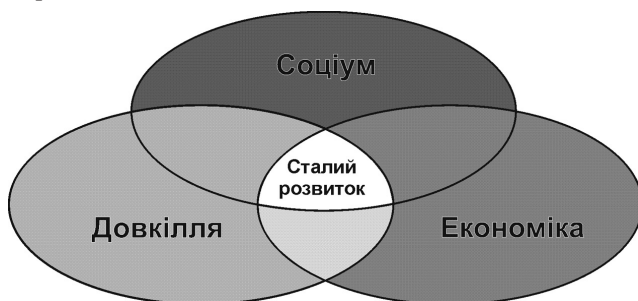 Соціум
Сталий
розвиток
Довкілля
Економіка